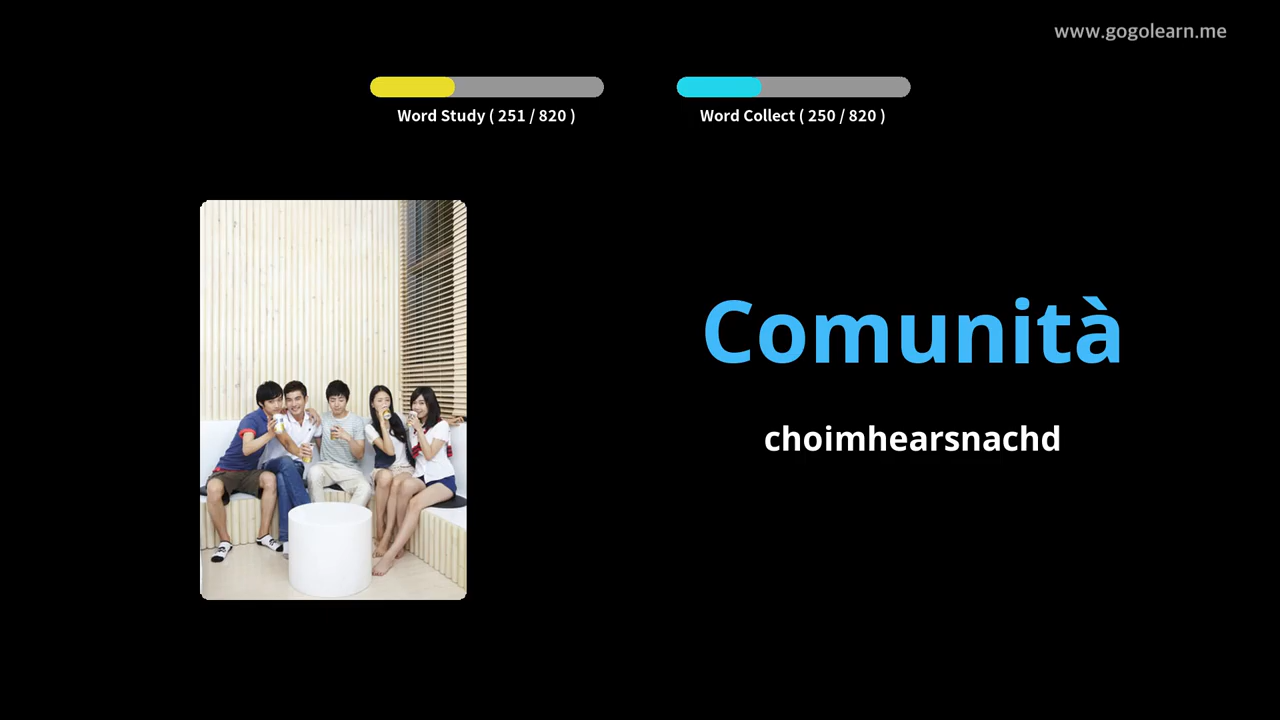 www.gogolearn.me
Word Study ( 251 / 820 )
Word Collect ( 250 / 820 )
Comunità
choimhearsnachd